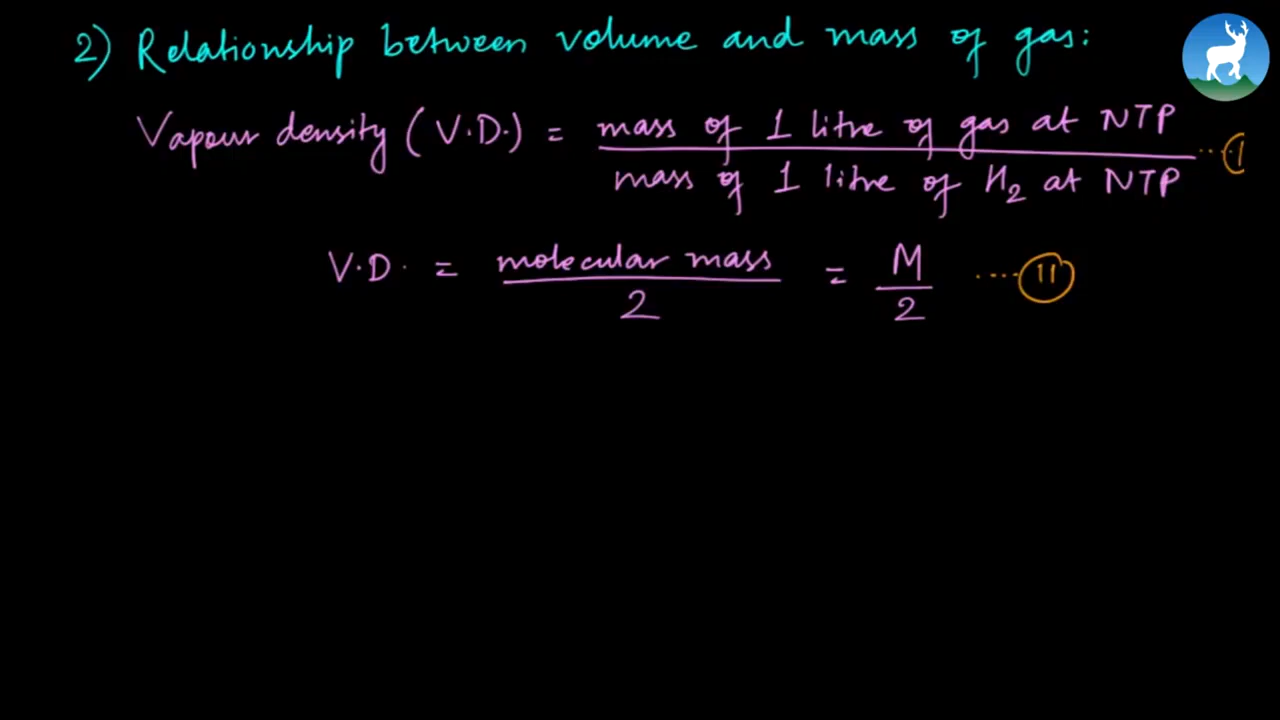 2) Relationship between volume and mass of gas:
Vapour density (V.D.) = mass of 1 litre of gas at NTP / mass of 1 litre of H₂ at NTP ...(I
V.D. = molecular mass / 2 = M / 2 ....(II)